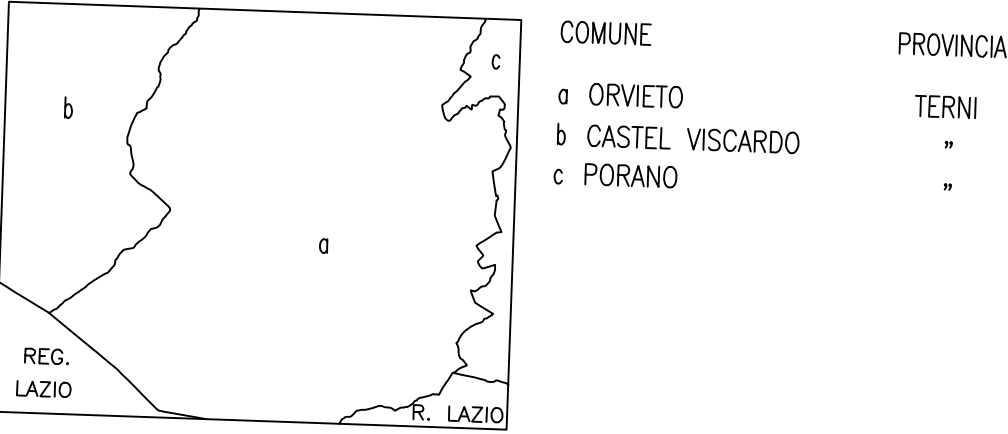 COMUNE PROVINCIA
a ORVIETO TERNI
b CASTEL VISCARDO "
c PORANO "
c
b
a
REG.
LAZIO
R. LAZIO